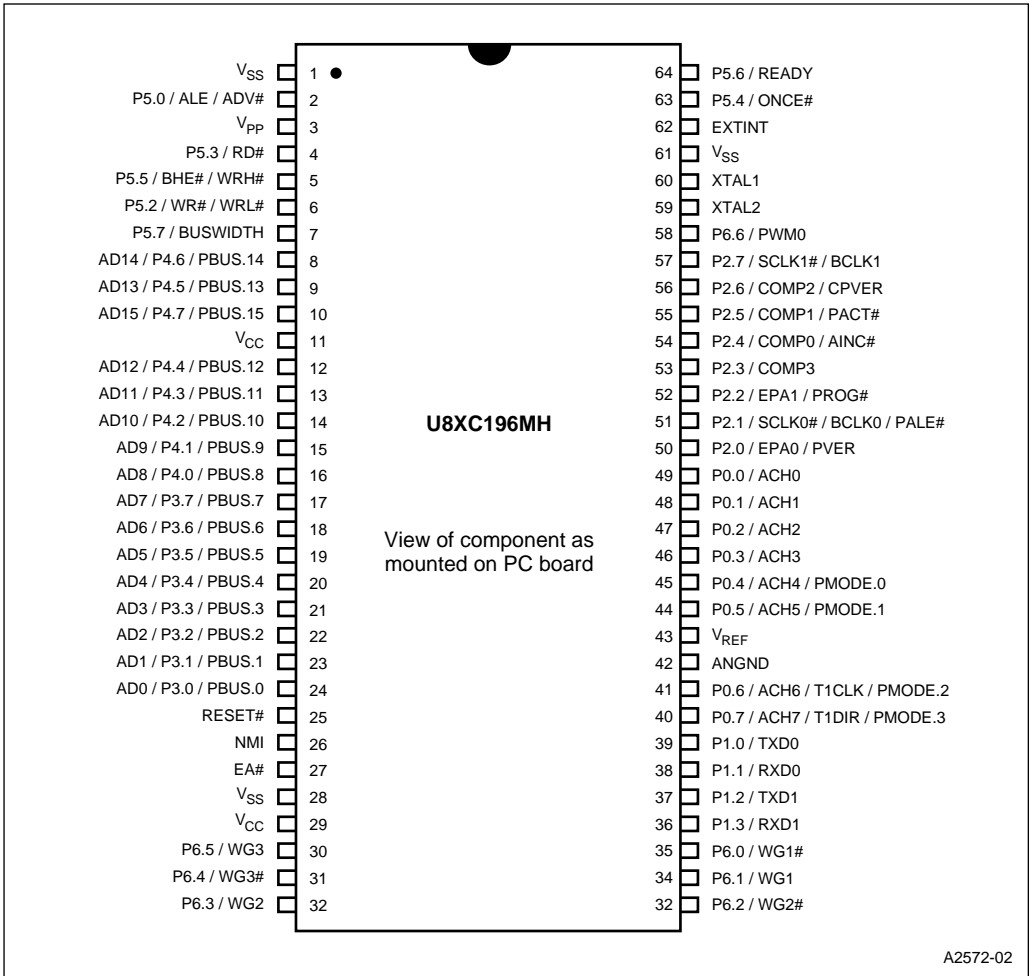 VSS 1 64 P5.6 / READY
P5.0 / ALE / ADV# 2 63 P5.4 / ONCE#
VPP 3 62 EXTINT
P5.3 / RD# 4 61 VSS
P5.5 / BHE# / WRH# 5 60 XTAL1
P5.2 / WR# / WRL# 6 59 XTAL2
P5.7 / BUSWIDTH 7 58 P6.6 / PWM0
AD14 / P4.6 / PBUS.14 8 57 P2.7 / SCLK1# / BCLK1
AD13 / P4.5 / PBUS.13 9 56 P2.6 / COMP2 / CPVER
AD15 / P4.7 / PBUS.15 10 55 P2.5 / COMP1 / PACT#
VCC 11 54 P2.4 / COMP0 / AINC#
AD12 / P4.4 / PBUS.12 12 53 P2.3 / COMP3
AD11 / P4.3 / PBUS.11 13 52 P2.2 / EPA1 / PROG#
AD10 / P4.2 / PBUS.10 14 U8XC196MH 51 P2.1 / SCLK0# / BCLK0 / PALE#
AD9 / P4.1 / PBUS.9 15 50 P2.0 / EPA0 / PVER
AD8 / P4.0 / PBUS.8 16 49 P0.0 / ACH0
AD7 / P3.7 / PBUS.7 17 48 P0.1 / ACH1
AD6 / P3.6 / PBUS.6 18 47 P0.2 / ACH2
View of component as
AD5 / P3.5 / PBUS.5 19 46 P0.3 / ACH3
mounted on PC board
AD4 / P3.4 / PBUS.4 20 45 P0.4 / ACH4 / PMODE.0
AD3 / P3.3 / PBUS.3 21 44 P0.5 / ACH5 / PMODE.1
AD2 / P3.2 / PBUS.2 22 43 VREF
AD1 / P3.1 / PBUS.1 23 42 ANGND
AD0 / P3.0 / PBUS.0 24 41 P0.6 / ACH6 / T1CLK / PMODE.2
RESET# 25 40 P0.7 / ACH7 / T1DIR / PMODE.3
NMI 26 39 P1.0 / TXD0
EA# 27 38 P1.1 / RXD0
VSS 28 37 P1.2 / TXD1
VCC 29 36 P1.3 / RXD1
P6.5 / WG3 30 35 P6.0 / WG1#
P6.4 / WG3# 31 34 P6.1 / WG1
P6.3 / WG2 32 32 P6.2 / WG2#
A2572-02